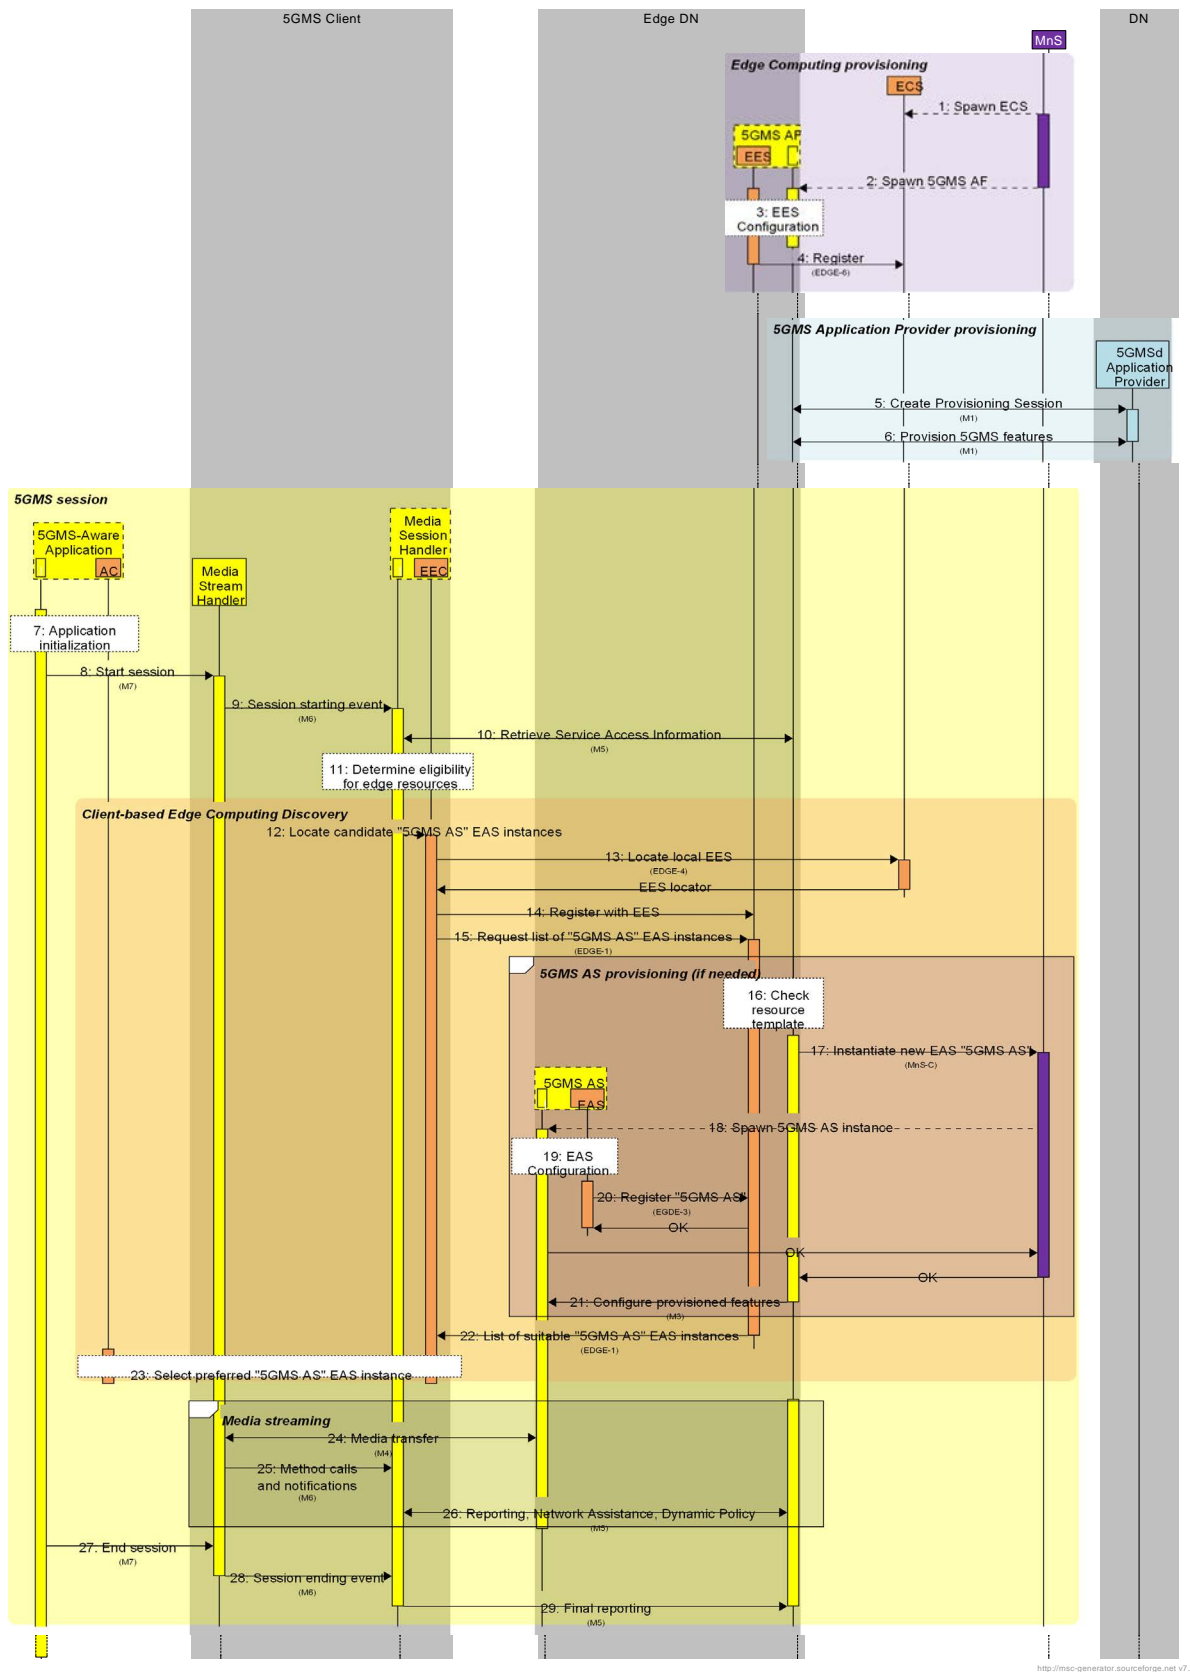 5GMS Client
Edge DN
DN
MnS
Edge Computing provisioning
ECS
1: Spawn ECS
5GMS AF
EES
2: Spawn 5GMS AF
3: EES
Configuration
4: Register
(EDGE-6)
5GMS Application Provider provisioning
5GMSd
Application
Provider
5: Create Provisioning Session
(M1)
6: Provision 5GMS features
(M1)
5GMS session
5GMS-Aware
Application
AC
Media
Stream
Handler
Media
Session
Handler
EEC
7: Application
initialization
8: Start session
(M7)
9: Session starting event
(M6)
10: Retrieve Service Access Information
(M5)
11: Determine eligibility
for edge resources
Client-based Edge Computing Discovery
12: Locate candidate "5GMS AS" EAS instances
13: Locate local EES
(EDGE-4)
EES locator
14: Register with EES
15: Request list of "5GMS AS" EAS instances
(EDGE-1)
5GMS AS provisioning (if needed)
16: Check
resource
template
17: Instantiate new EAS "5GMS AS"
(MnS-C)
5GMS AS
EAS
18: Spawn 5GMS AS instance
19: EAS
Configuration
20: Register "5GMS AS"
(EGDE-3)
OK
OK
OK
21: Configure provisioned features
(M3)
22: List of suitable "5GMS AS" EAS instances
(EDGE-1)
23: Select preferred "5GMS AS" EAS instance
Media streaming
24: Media transfer
(M4)
25: Method calls
and notifications
(M6)
26: Reporting, Network Assistance, Dynamic Policy
(M5)
27: End session
(M7)
28: Session ending event
(M6)
29: Final reporting
(M5)
http://msc-generator.sourceforge.net v7.